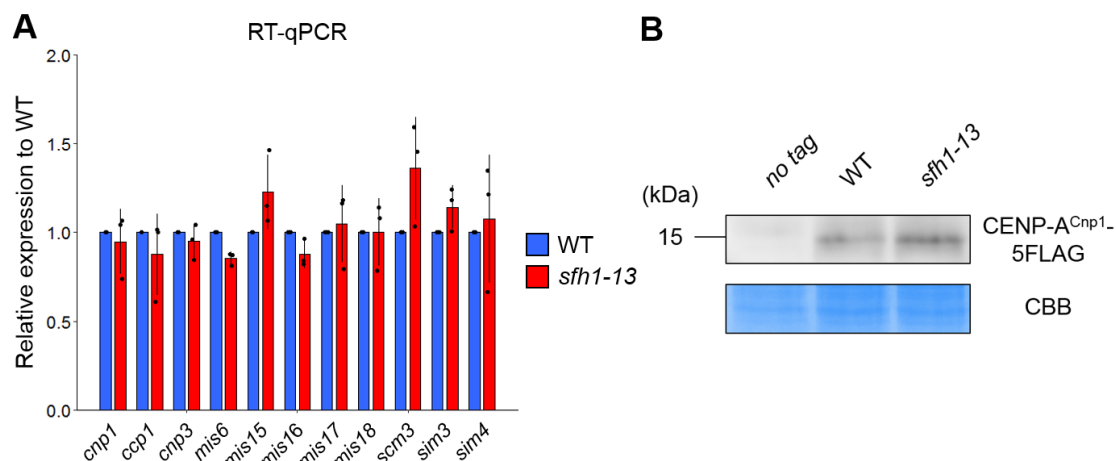 A
RT-qPCR
Relative expression to WT
2.0
1.5
1.0
0.5
0.0
cnp1
ccp1
cnp3
mis6
mis15
mis16
mis17
mis18
scm3
sim3
sim4
WT
sfh1-13
B
no tag
WT
sfh1-13
(kDa)
15
CENP-A^Cnp1-
5FLAG
CBB